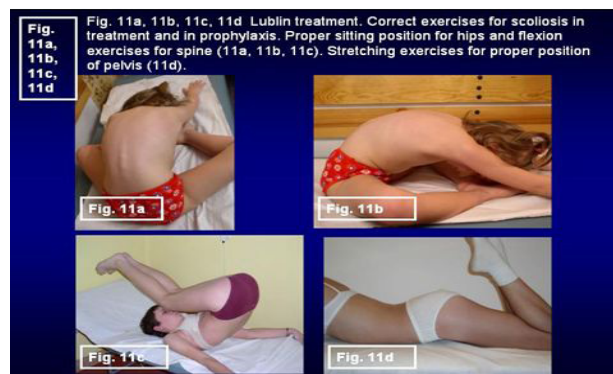 Fig.
11a,
11b,
11c,
11d
Fig. 11a, 11b, 11c, 11d Lublin treatment. Correct exercises for scoliosis in
treatment and in prophylaxis. Proper sitting position for hips and flexion
exercises for spine (11a, 11b, 11c). Stretching exercises for proper position
of pelvis (11d).
Fig. 11a
Fig. 11b
Fig. 11c
Fig. 11d